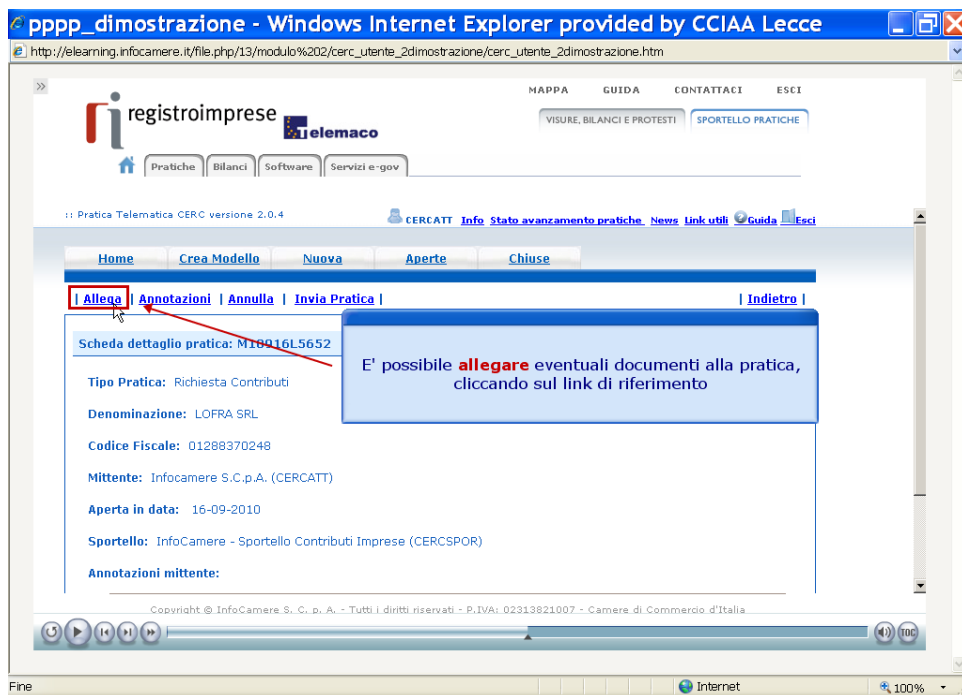 pppp_dimostrazione - Windows Internet Explorer provided by CCIAA Lecce
http://elearning.infocamere.it/file.php/13/modulo%202/cerc_utente_2dimostrazione/cerc_utente_2dimostrazione.htm
MAPPA GUIDA CONTATTACI ESCI
registroimprese
Telemaco
VISURE, BILANCI E PROTESTI SPORTELLO PRATICHE
Pratiche Bilanci Software Servizi e-gov
:: Pratica Telematica CERC versione 2.0.4
CERCATT Info Stato avanzamento pratiche News Link utili Guida Esci
Home Crea Modello Nuova Aperte Chiuse
| Allega | Annotazioni | Annulla | Invia Pratica | | Indietro |
Scheda dettaglio pratica: M10916L5652
E' possibile allegare eventuali documenti alla pratica,
cliccando sul link di riferimento
Tipo Pratica: Richiesta Contributi
Denominazione: LOFRA SRL
Codice Fiscale: 01288370248
Mittente: Infocamere S.C.p.A. (CERCATT)
Aperta in data: 16-09-2010
Sportello: InfoCamere - Sportello Contributi Imprese (CERCSPOR)
Annotazioni mittente:
Copyright © InfoCamere S. C. p. A. - Tutti i diritti riservati - P.IVA: 02313821007 - Camere di Commercio d'Italia
TOC
Fine Internet 100%